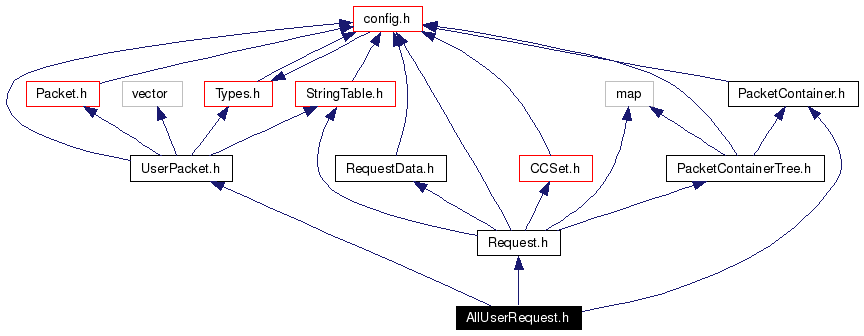 config.h
Packet.h
vector
Types.h
StringTable.h
map
PacketContainer.h
UserPacket.h
RequestData.h
CCSet.h
PacketContainerTree.h
Request.h
AllUserRequest.h